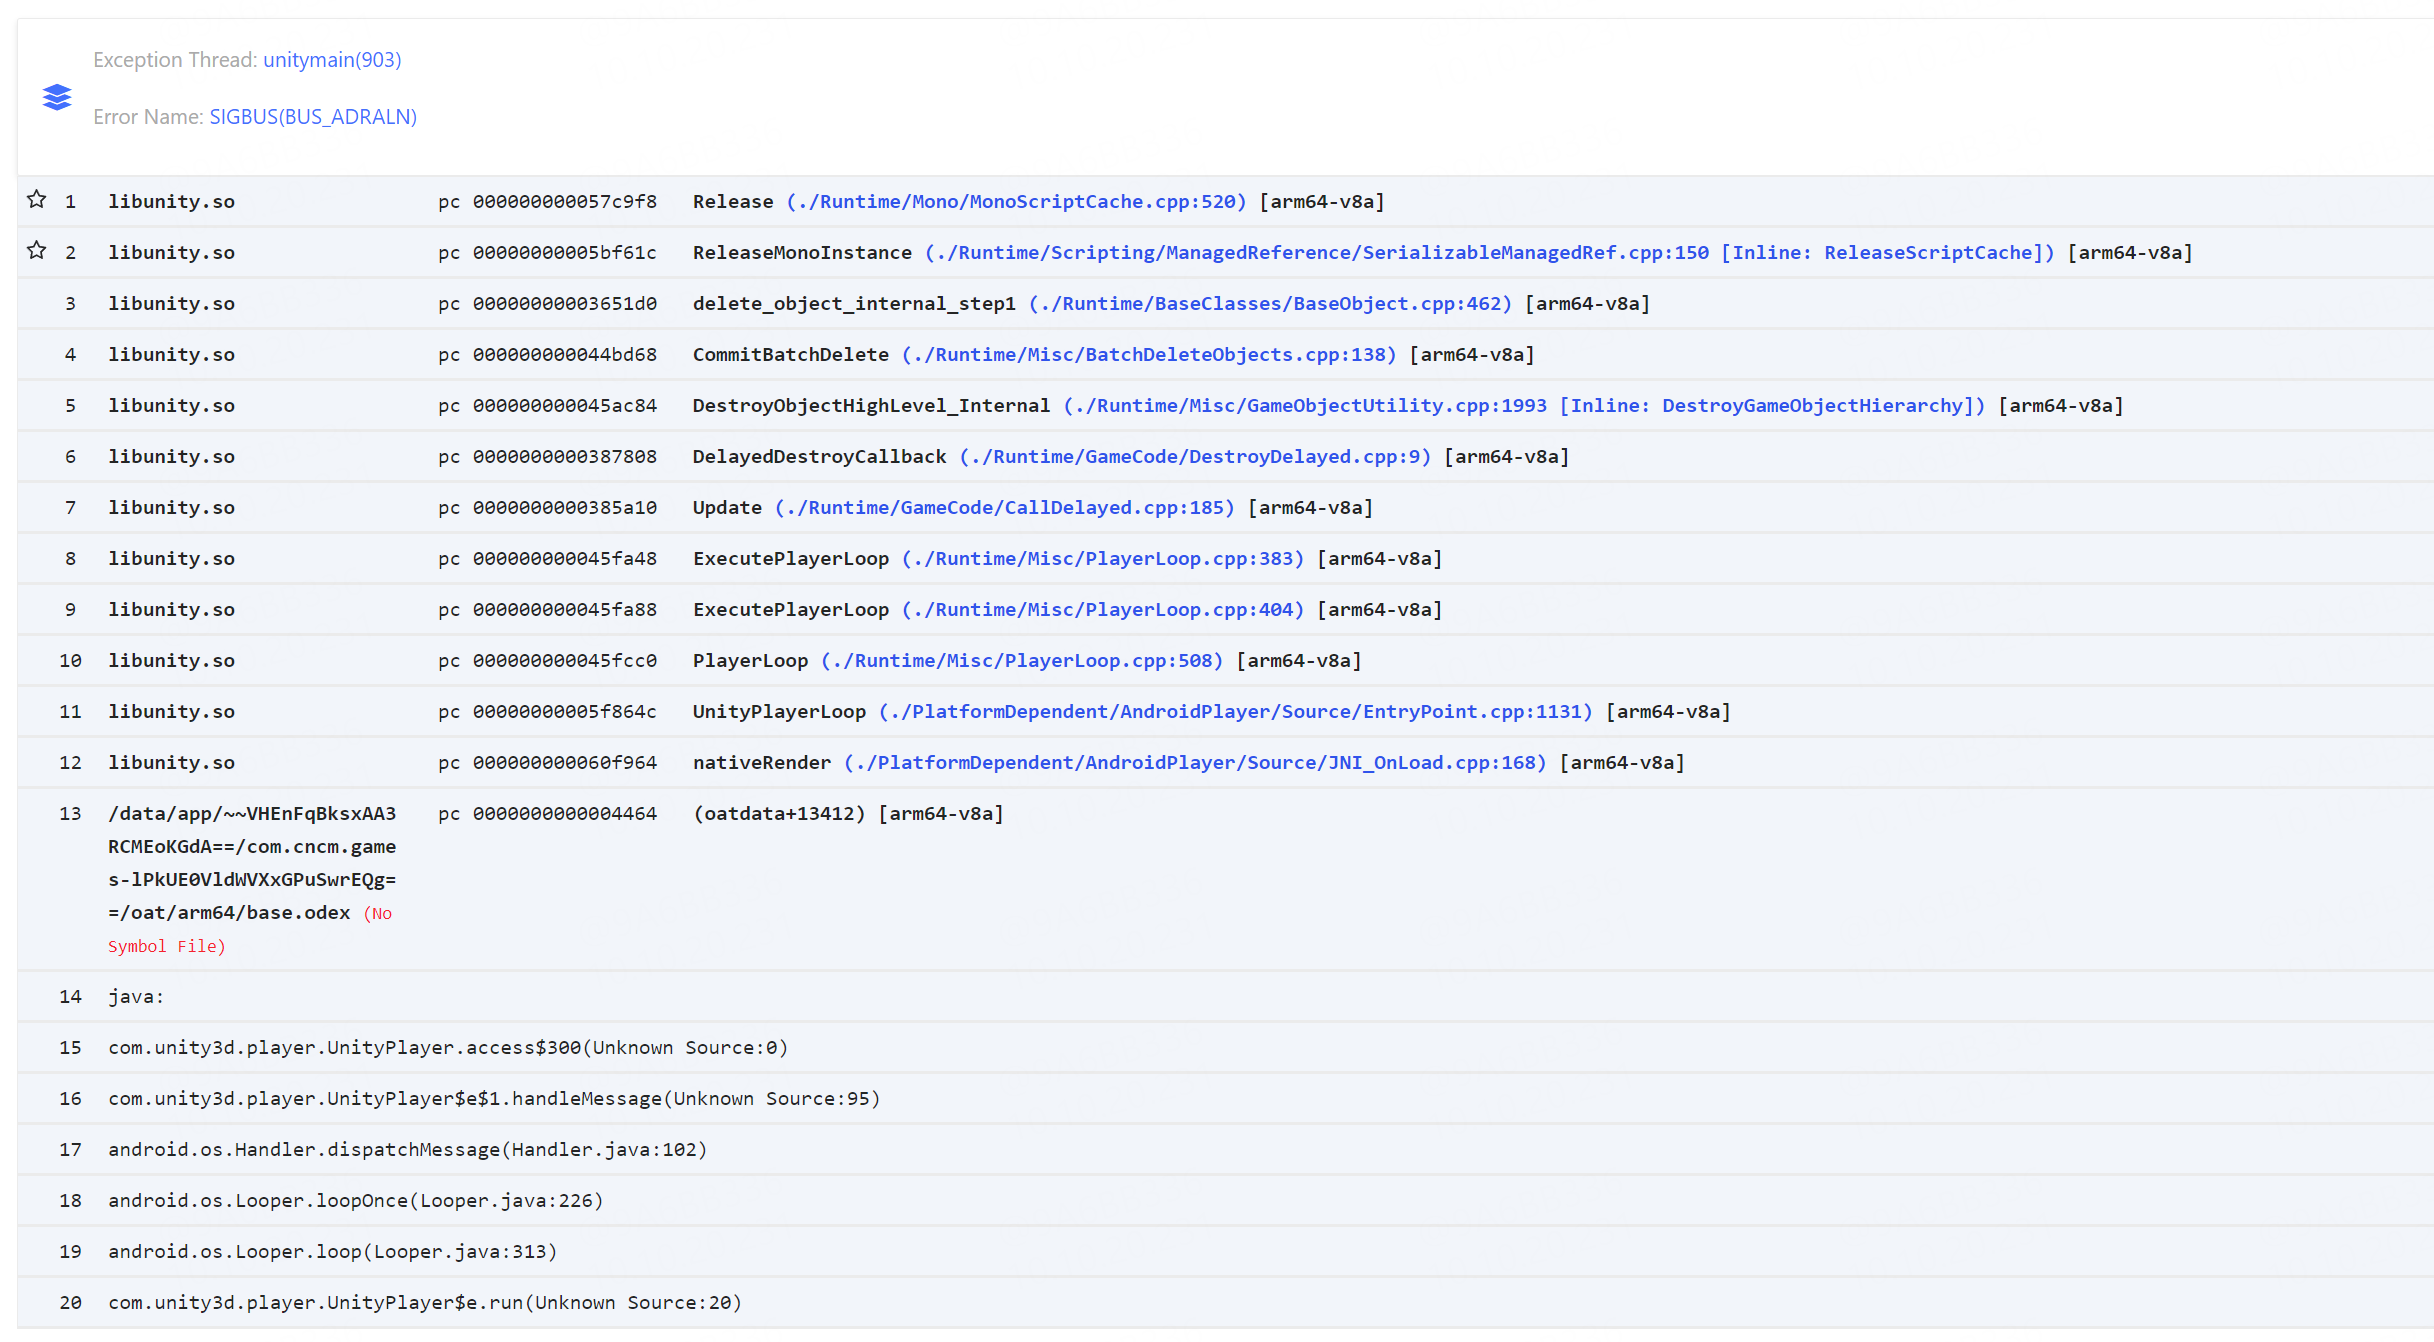 Exception Thread: unitymain(903)
Error Name: SIGBUS(BUS_ADRALN)
1 libunity.so pc 000000000057c9f8 Release (./Runtime/Mono/MonoScriptCache.cpp:520) [arm64-v8a]
2 libunity.so pc 00000000005bf61c ReleaseMonoInstance (./Runtime/Scripting/ManagedReference/SerializableManagedRef.cpp:150 [Inline: ReleaseScriptCache]) [arm64-v8a]
3 libunity.so pc 00000000003651d0 delete_object_internal_step1 (./Runtime/BaseClasses/BaseObject.cpp:462) [arm64-v8a]
4 libunity.so pc 000000000044bd68 CommitBatchDelete (./Runtime/Misc/BatchDeleteObjects.cpp:138) [arm64-v8a]
5 libunity.so pc 000000000045ac84 DestroyObjectHighLevel_Internal (./Runtime/Misc/GameObjectUtility.cpp:1993 [Inline: DestroyGameObjectHierarchy]) [arm64-v8a]
6 libunity.so pc 0000000000387808 DelayedDestroyCallback (./Runtime/GameCode/DestroyDelayed.cpp:9) [arm64-v8a]
7 libunity.so pc 0000000000385a10 Update (./Runtime/GameCode/CallDelayed.cpp:185) [arm64-v8a]
8 libunity.so pc 000000000045fa48 ExecutePlayerLoop (./Runtime/Misc/PlayerLoop.cpp:383) [arm64-v8a]
9 libunity.so pc 000000000045fa88 ExecutePlayerLoop (./Runtime/Misc/PlayerLoop.cpp:404) [arm64-v8a]
10 libunity.so pc 000000000045fcc0 PlayerLoop (./Runtime/Misc/PlayerLoop.cpp:508) [arm64-v8a]
11 libunity.so pc 00000000005f864c UnityPlayerLoop (./PlatformDependent/AndroidPlayer/Source/EntryPoint.cpp:1131) [arm64-v8a]
12 libunity.so pc 000000000060f964 nativeRender (./PlatformDependent/AndroidPlayer/Source/JNI_OnLoad.cpp:168) [arm64-v8a]
13 /data/app/~~VHEnFqBksxAA3 pc 0000000000004464 (oatdata+13412) [arm64-v8a]
RCMEoKGdA==/com.cncm.game
s-lPkUE0VldWVXxGPuSwrEQg=
=/oat/arm64/base.odex (No
Symbol File)
14 java:
15 com.unity3d.player.UnityPlayer.access$300(Unknown Source:0)
16 com.unity3d.player.UnityPlayer$e$1.handleMessage(Unknown Source:95)
17 android.os.Handler.dispatchMessage(Handler.java:102)
18 android.os.Looper.loopOnce(Looper.java:226)
19 android.os.Looper.loop(Looper.java:313)
20 com.unity3d.player.UnityPlayer$e.run(Unknown Source:20)